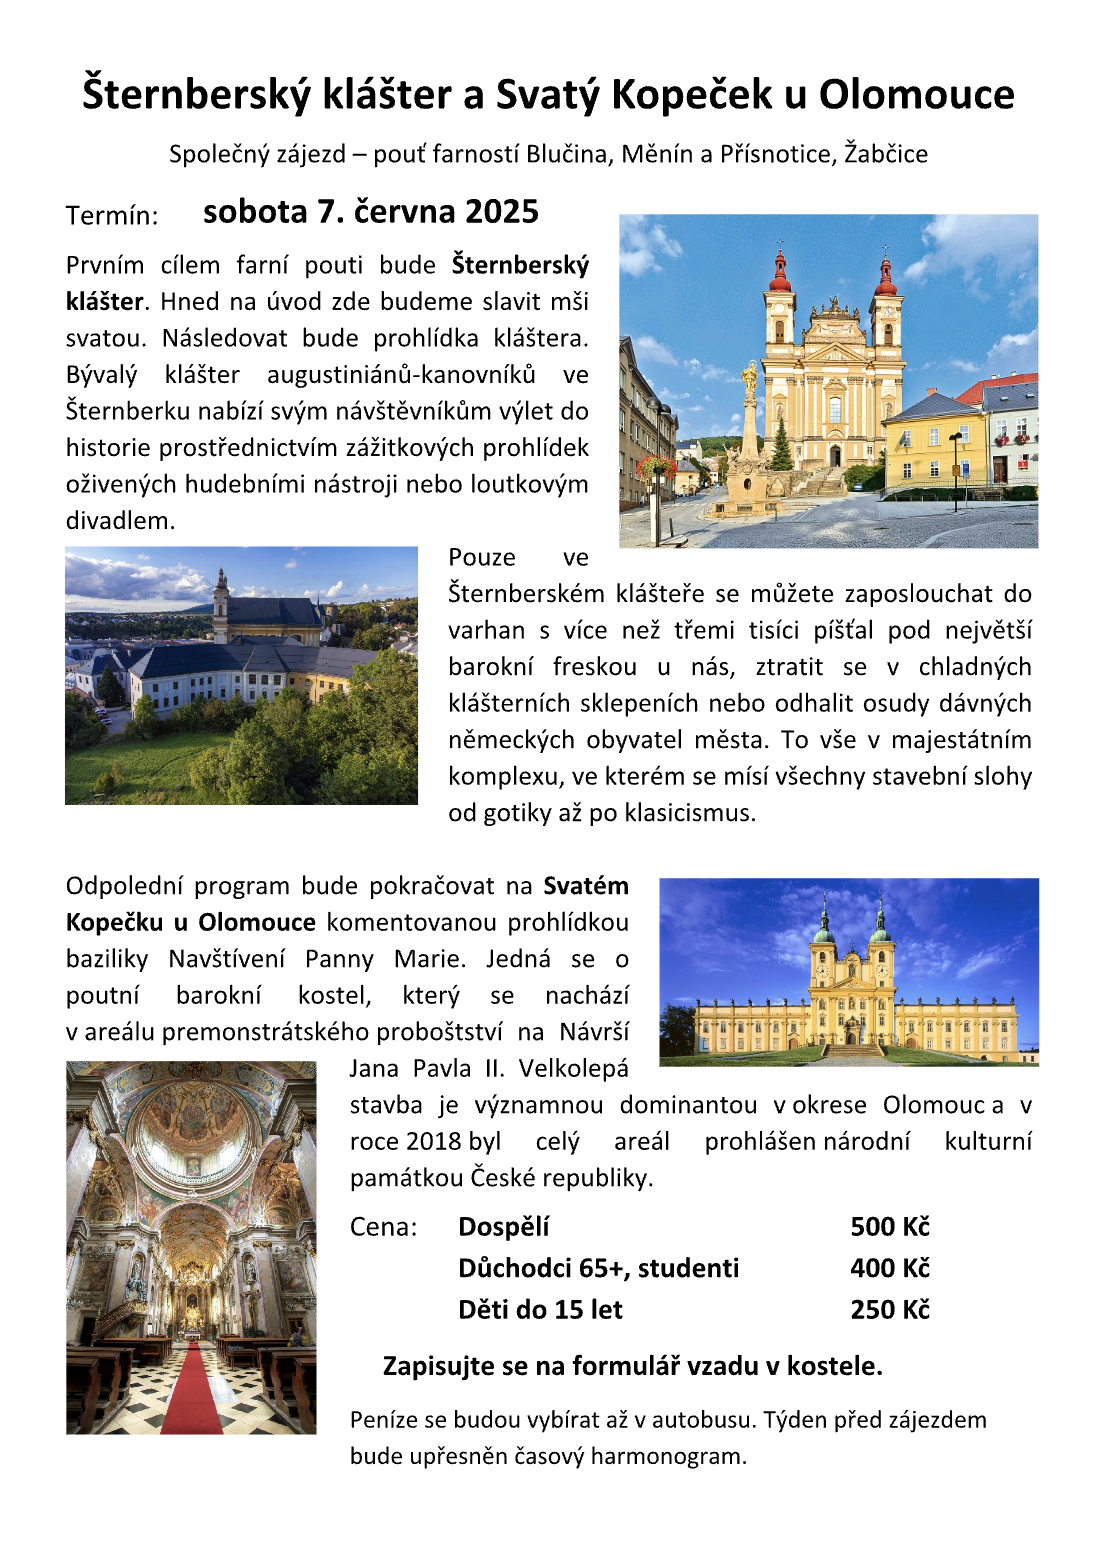 Šternberský klášter a Svatý Kopeček u Olomouce
Společný zájezd – pouť farností Blučina, Měnín a Přísnotice, Žabčice
Termín: sobota 7. června 2025
Prvním cílem farní pouti bude Šternberský
klášter. Hned na úvod zde budeme slavit mši
svatou. Následovat bude prohlídka kláštera.
Bývalý klášter augustiniánů-kanovníků ve
Šternberku nabízí svým návštěvníkům výlet do
historie prostřednictvím zážitkových prohlídek
oživených hudebními nástroji nebo loutkovým
divadlem.
Pouze ve
Šternberském klášteře se můžete zaposlouchat do
varhan s více než třemi tisíci píšťal pod největší
barokní freskou u nás, ztratit se v chladných
klášterních sklepeních nebo odhalit osudy dávných
německých obyvatel města. To vše v majestátním
komplexu, ve kterém se mísí všechny stavební slohy
od gotiky až po klasicismus.
Odpolední program bude pokračovat na Svatém
Kopečku u Olomouce komentovanou prohlídkou
baziliky Navštívení Panny Marie. Jedná se o
poutní barokní kostel, který se nachází
v areálu premonstrátského proboštství na Návrší
Jana Pavla II. Velkolepá
stavba je významnou dominantou v okrese Olomouc a v
roce 2018 byl celý areál prohlášen národní kulturní
památkou České republiky.
Cena: Dospělí 500 Kč
Důchodci 65+, studenti 400 Kč
Děti do 15 let 250 Kč
Zapisujte se na formulář vzadu v kostele.
Peníze se budou vybírat až v autobusu. Týden před zájezdem
bude upřesněn časový harmonogram.